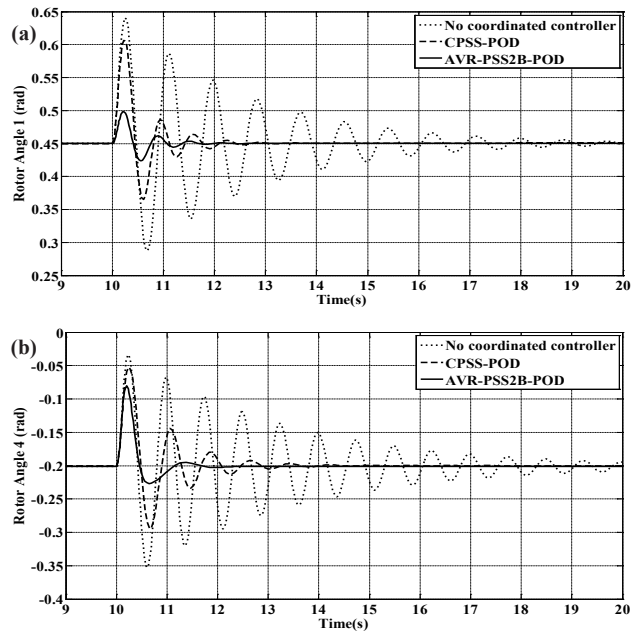 (a)
Rotor Angle 1 (rad)
0.65
0.6
0.55
0.5
0.45
0.4
0.35
0.3
0.25
No coordinated controller
CPSS-POD
AVR-PSS2B-POD
9 10 11 12 13 14 15 16 17 18 19 20
Time(s)
(b)
Rotor Angle 4 (rad)
0
-0.05
-0.1
-0.15
-0.2
-0.25
-0.3
-0.35
-0.4
No coordinated controller
CPSS-POD
AVR-PSS2B-POD
9 10 11 12 13 14 15 16 17 18 19 20
Time(s)